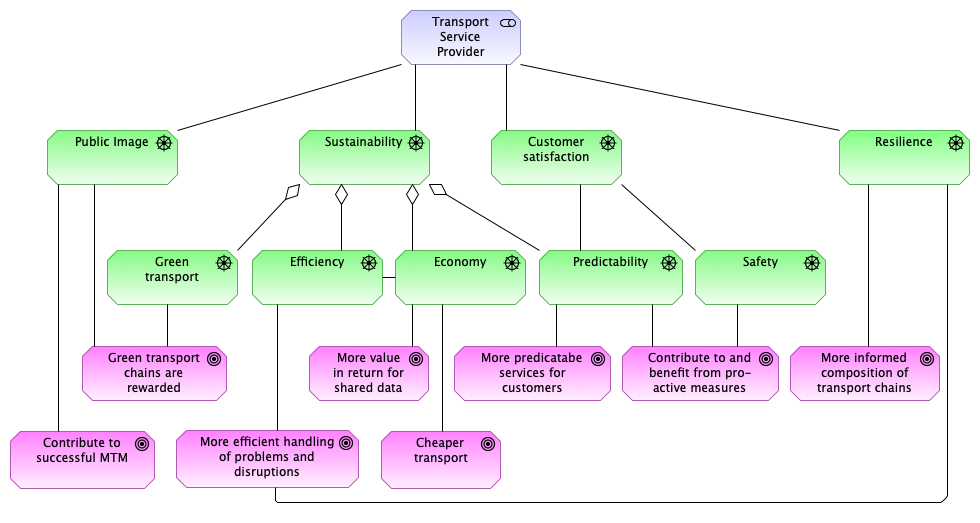 Transport
Service
Provider
Public Image
Sustainability
Customer
satisfaction
Resilience
Green
transport
Efficiency
Economy
Predictability
Safety
Green transport
chains are
rewarded
More value
in return for
shared data
More predicatabe
services for
customers
Contribute to and
benefit from pro-
active measures
More informed
composition of
transport chains
Contribute to
successful MTM
More efficient handling
of problems and
disruptions
Cheaper
transport